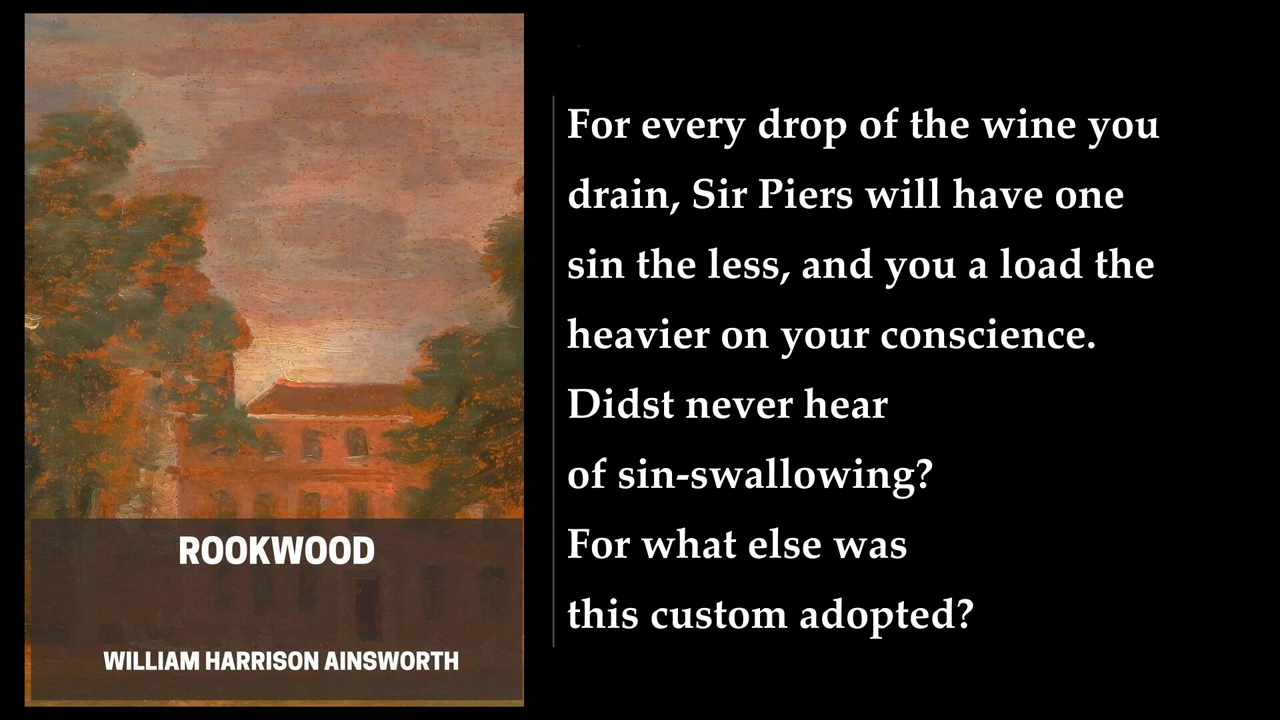 ROOKWOOD
WILLIAM HARRISON AINSWORTH
For every drop of the wine you
drain, Sir Piers will have one
sin the less, and you a load the
heavier on your conscience.
Didst never hear
of sin-swallowing?
For what else was
this custom adopted?